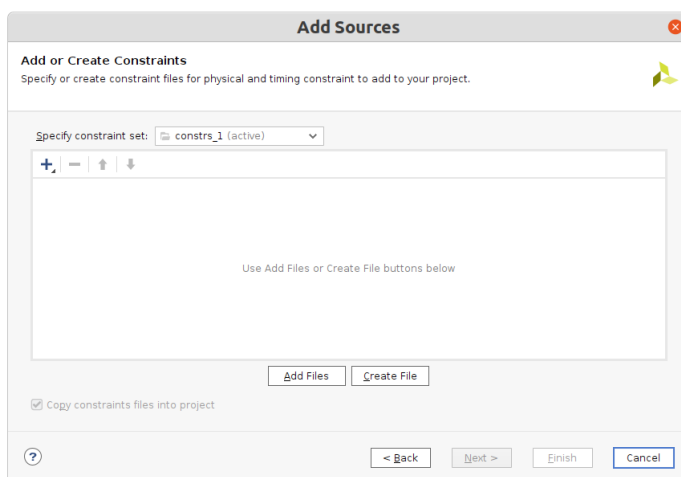 Add Sources
Add or Create Constraints
Specify or create constraint files for physical and timing constraint to add to your project.
Specify constraint set: constrs_1 (active)
Use Add Files or Create File buttons below
Add Files Create File
Copy constraints files into project
? < Back Next > Finish Cancel